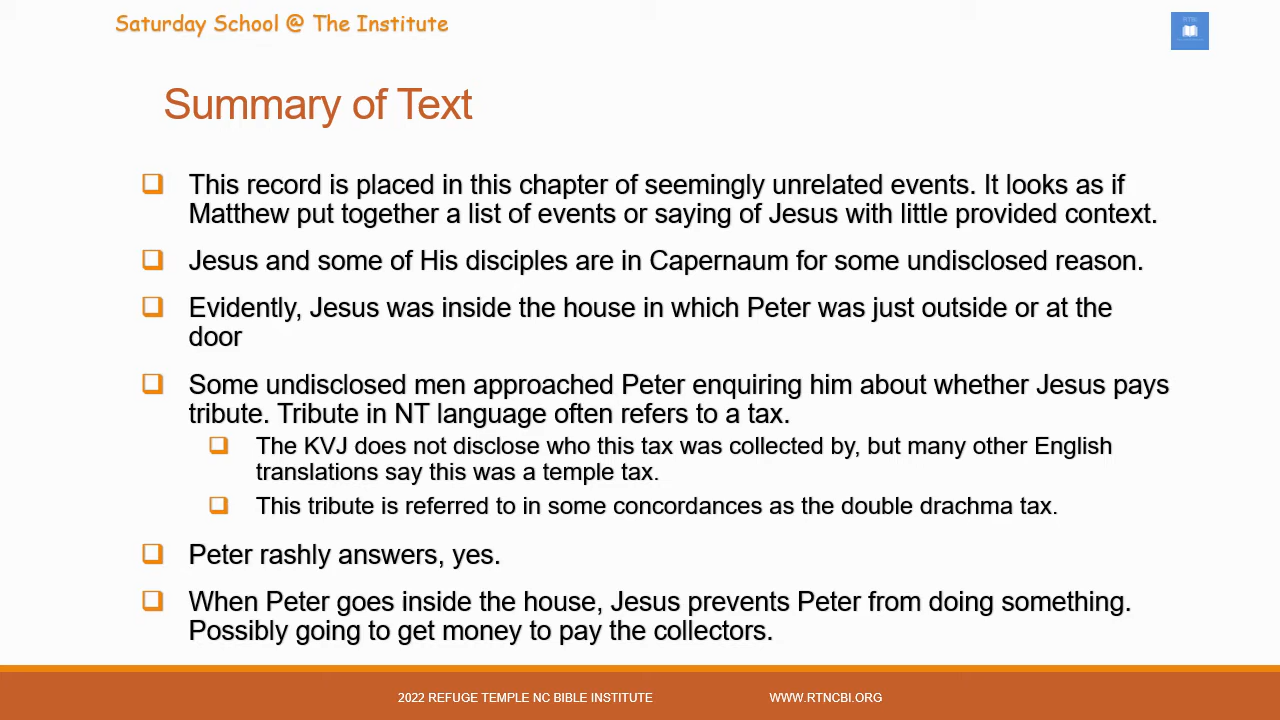 Saturday School @ The Institute
Summary of Text
This record is placed in this chapter of seemingly unrelated events. It looks as if
Matthew put together a list of events or saying of Jesus with little provided context.
Jesus and some of His disciples are in Capernaum for some undisclosed reason.
Evidently, Jesus was inside the house in which Peter was just outside or at the
door
Some undisclosed men approached Peter enquiring him about whether Jesus pays
tribute. Tribute in NT language often refers to a tax.
The KVJ does not disclose who this tax was collected by, but many other English
translations say this was a temple tax.
This tribute is referred to in some concordances as the double drachma tax.
Peter rashly answers, yes.
When Peter goes inside the house, Jesus prevents Peter from doing something.
Possibly going to get money to pay the collectors.
2022 REFUGE TEMPLE NC BIBLE INSTITUTE
WWW.RTNCBI.ORG